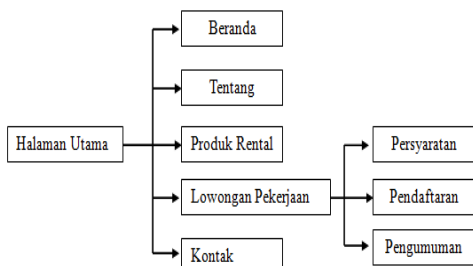 Halaman Utama
Beranda
Tentang
Produk Rental
Lowongan Pekerjaan
Kontak
Persyaratan
Pendaftaran
Pengumuman